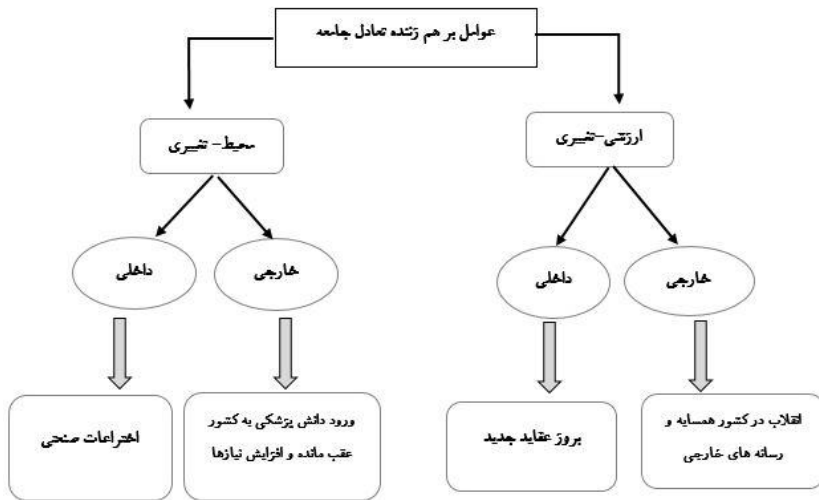 عوامل بر هم زننده تعادل جامعه
ارزشی-تغییری
محیط- تغییری
خارجی
داخلی
خارجی
داخلی
انقلاب در کشور همسایه و
رسانه های خارجی
بروز عقاید جدید
ورود دانش پزشکی به کشور
عقب مانده و افزایش نیازها
اختراعات صنعتی